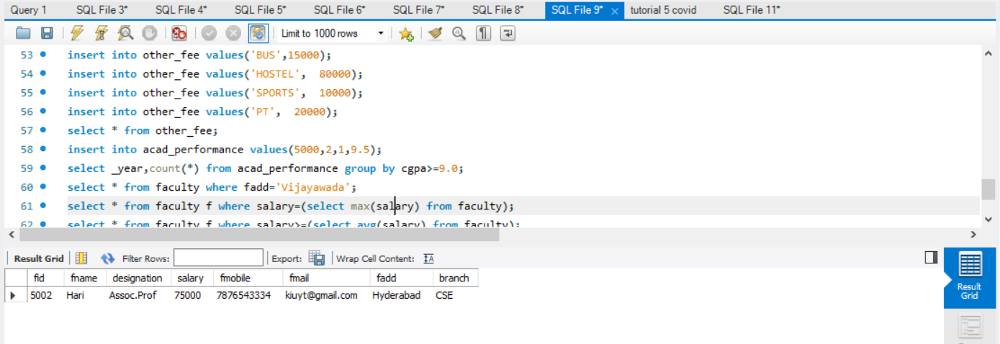 Query 1 SQL File 3* SQL File 4* SQL File 5* SQL File 6* SQL File 7* SQL File 8* SQL File 9* tutorial 5 covid SQL File 11*
Limit to 1000 rows
53 insert into other_fee values('BUS',15000);
54 insert into other_fee values('HOSTEL',  80000);
55 insert into other_fee values('SPORTS',  10000);
56 insert into other_fee values('PT',  20000);
57 select * from other_fee;
58 insert into acad_performance values(5000,2,1,9.5);
59 select _year,count(*) from acad_performance group by cgpa>=9.0;
60 select * from faculty where fadd='Vijayawada';
61 select * from faculty f where salary=(select max(salary) from faculty);
62 select * from faculty f where salary>=(select avg(salary) from faculty);
Result Grid Filter Rows: Export: Wrap Cell Content:
fid fname designation salary fmobile fmail fadd branch
5002 Hari Assoc.Prof 75000 7876543334 kiuyt@gmail.com Hyderabad CSE
Result
Grid